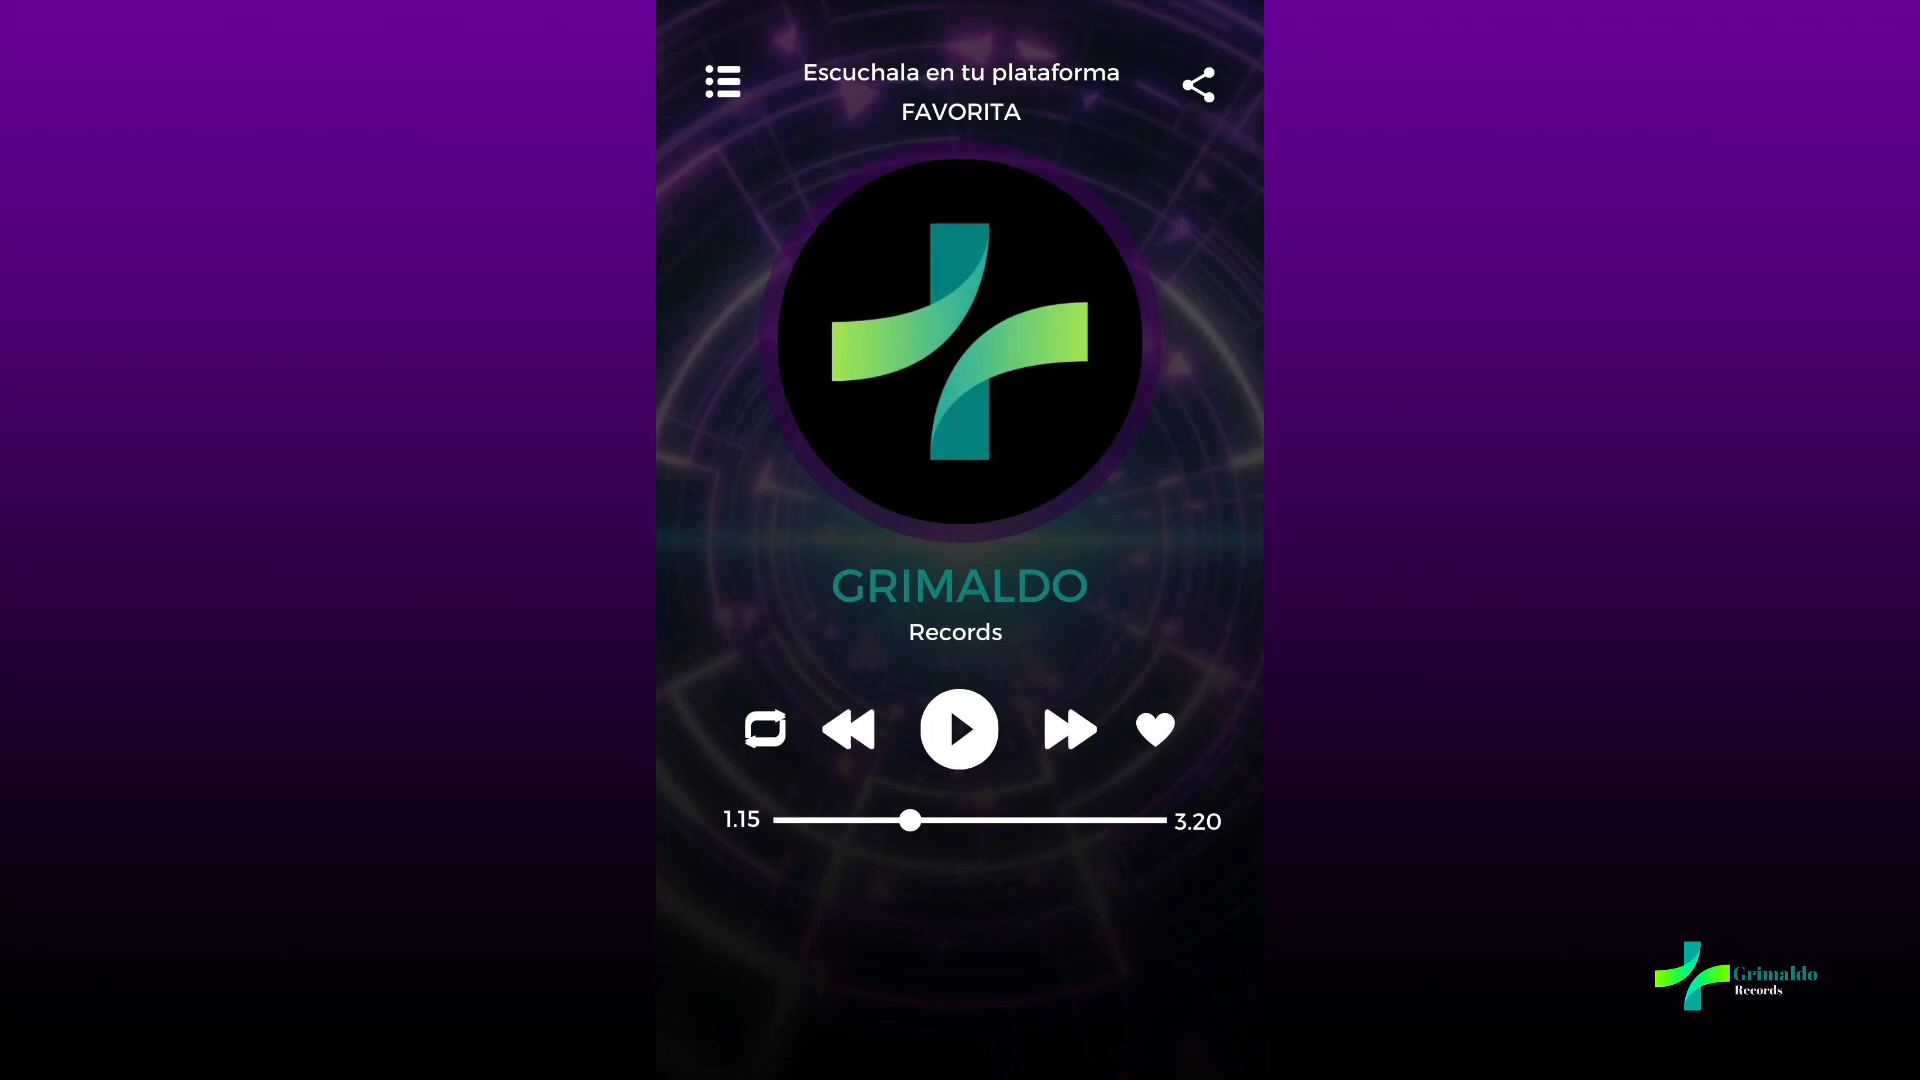 Escuchala en tu plataforma
FAVORITA
GRIMALDO
Records
1.15
3.20
Grimaldo
Records